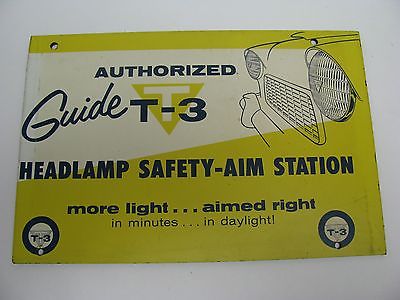 AUTHORIZED
Guide T-3
HEADLAMP SAFETY-AIM STATION
more light...aimed right
in minutes...in daylight!
T-3
T-3